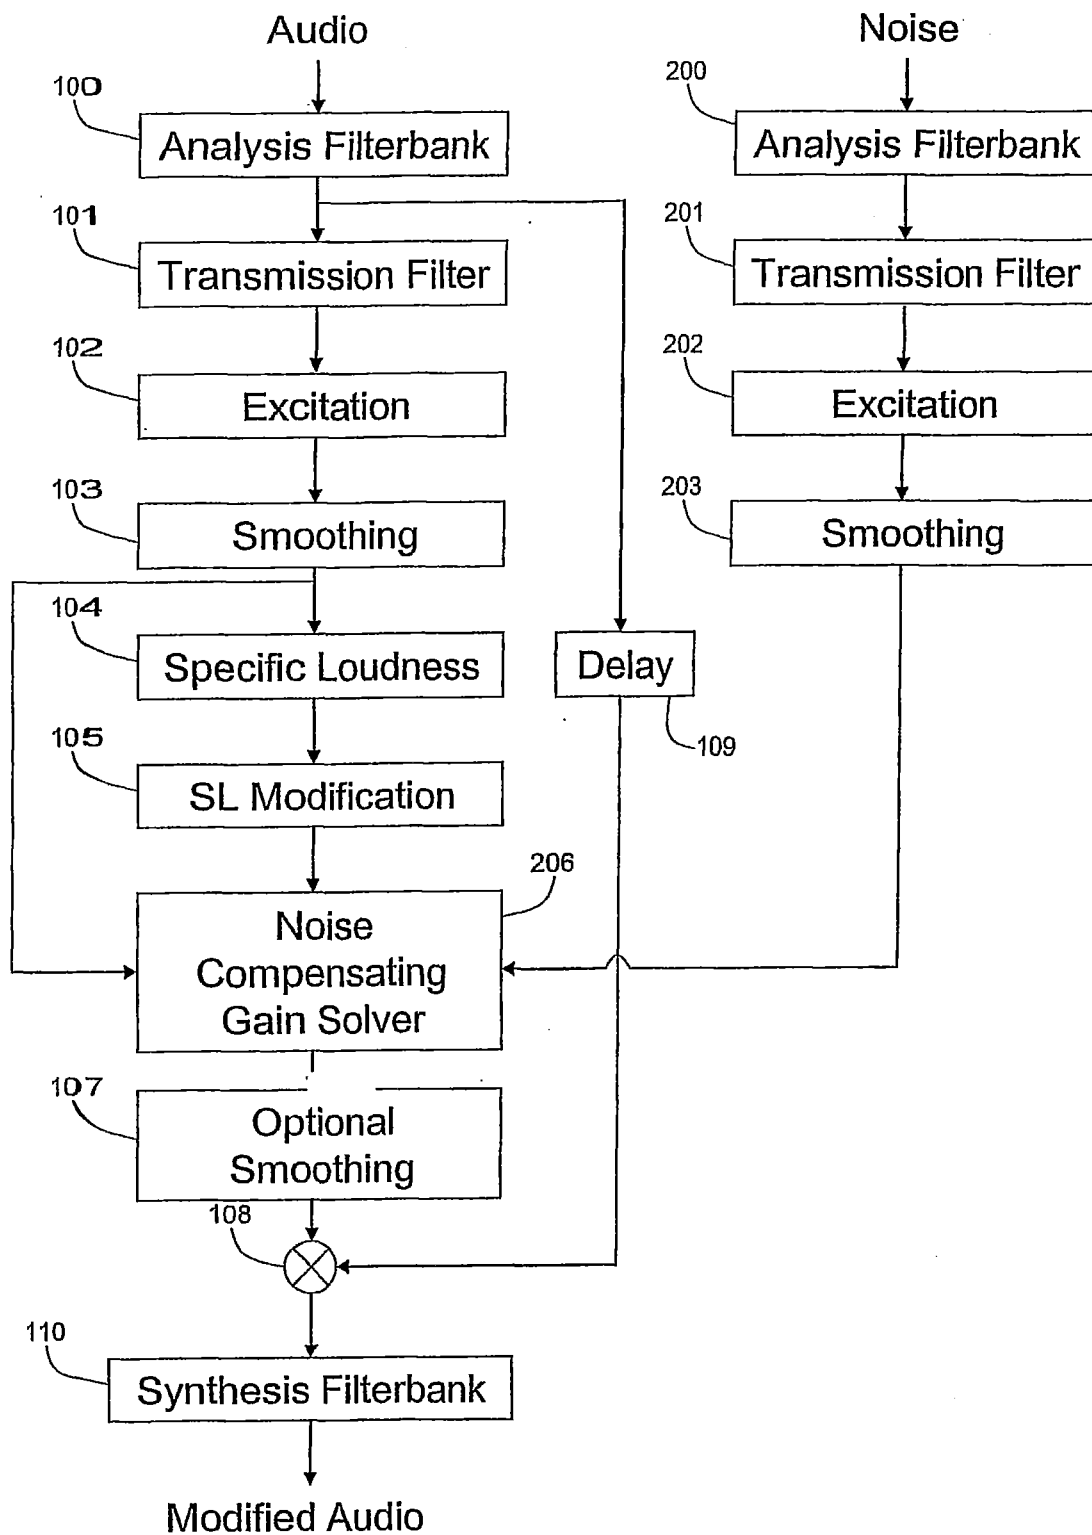 Audio
Noise
100
Analysis Filterbank
200
Analysis Filterbank
101
Transmission Filter
201
Transmission Filter
102
Excitation
202
Excitation
103
Smoothing
203
Smoothing
104
Specific Loudness
Delay
109
105
SL Modification
206
Noise
Compensating
Gain Solver
107
Optional
Smoothing
108
110
Synthesis Filterbank
Modified Audio